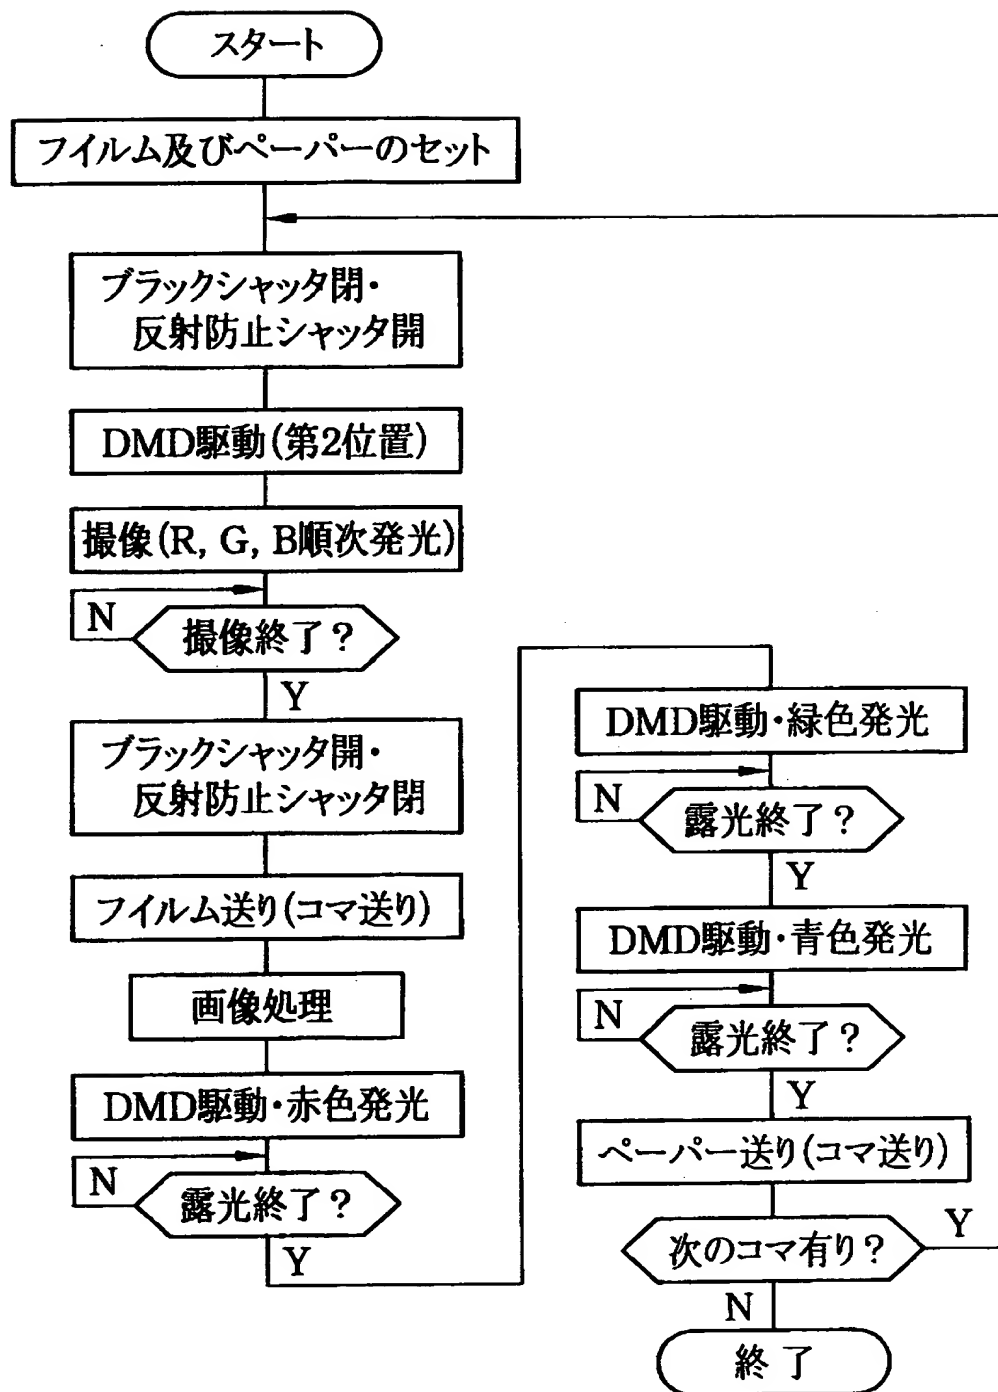 スタート
フイルム及びペーパーのセット
ブラックシャッタ閉・
反射防止シャッタ開
DMD駆動(第2位置)
撮像(R, G, B順次発光)
N
撮像終了?
Y
ブラックシャッタ開・
反射防止シャッタ閉
フイルム送り(コマ送り)
画像処理
DMD駆動・赤色発光
N
露光終了?
Y
DMD駆動・緑色発光
N
露光終了?
Y
DMD駆動・青色発光
N
露光終了?
Y
ペーパー送り(コマ送り)
次のコマ有り?
Y
N
終 了